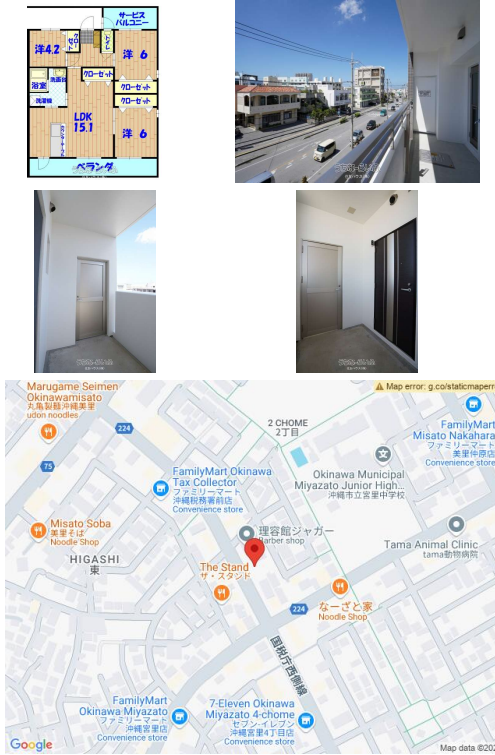 サービス
バルコニー
洋4.2
クロー
ゼット
トイレ
洋 6
浴室
洗面台
クローゼット
クローゼット
洗濯機
LDK
15.1
洋 6
ベランダ
Marugame Seimen
Okinawamisato
丸亀製麺沖縄美里
udon noodles
224
75
2 CHOME
2丁目
Map error: g.co/staticmaperr
FamilyMart
Misato Nakahara
ファミリーマート
美里仲原店
Convenience store
FamilyMart Okinawa
Tax Collector
ファミリーマート
沖縄税務署前店
Convenience store
Okinawa Municipal
Miyazato Junior High...
沖縄市立宮里中学校
Misato Soba
美里そば
Noodle Shop
HIGASHI
東
理容館ジャガー
Barber shop
Tama Animal Clinic
tama動物病院
The Stand
ザ・スタンド
224
なーざと家
Noodle Shop
国税庁西側線
FamilyMart
Okinawa Miyazato
ファミリーマート
沖縄宮里店
Convenience store
7-Eleven Okinawa
Miyazato 4-chome
セブン-イレブン
沖縄宮里4丁目店
Convenience store
Google
Map data ©20